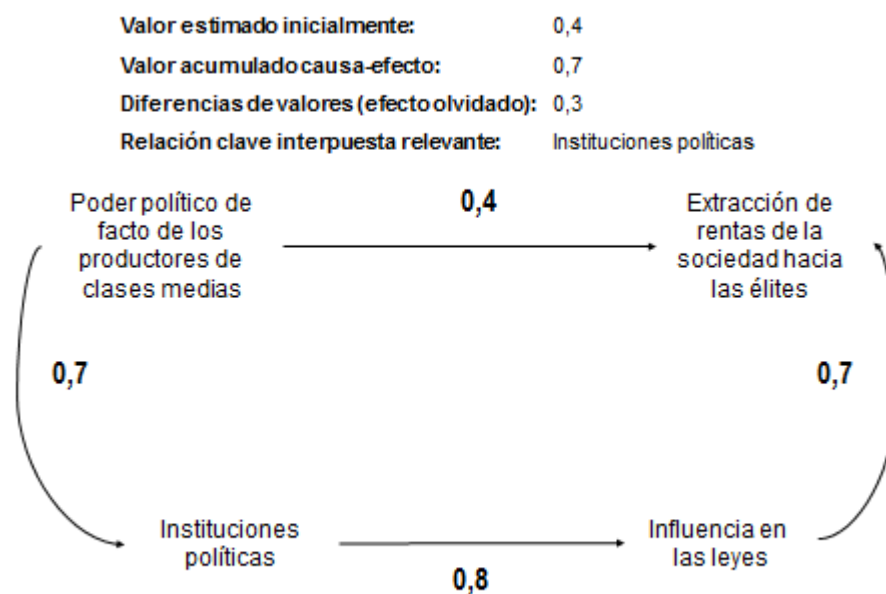 Valor estimado inicialmente: 0,4
Valor acumulado causa-efecto: 0,7
Diferencias de valores (efecto olvidado): 0,3
Relación clave interpuesta relevante: Instituciones políticas
Poder político de
facto de los
productores de
clases medias
0,4
Extracción de
rentas de la
sociedad hacia
las élites
0,7
0,7
Instituciones
políticas
0,8
Influencia en
las leyes